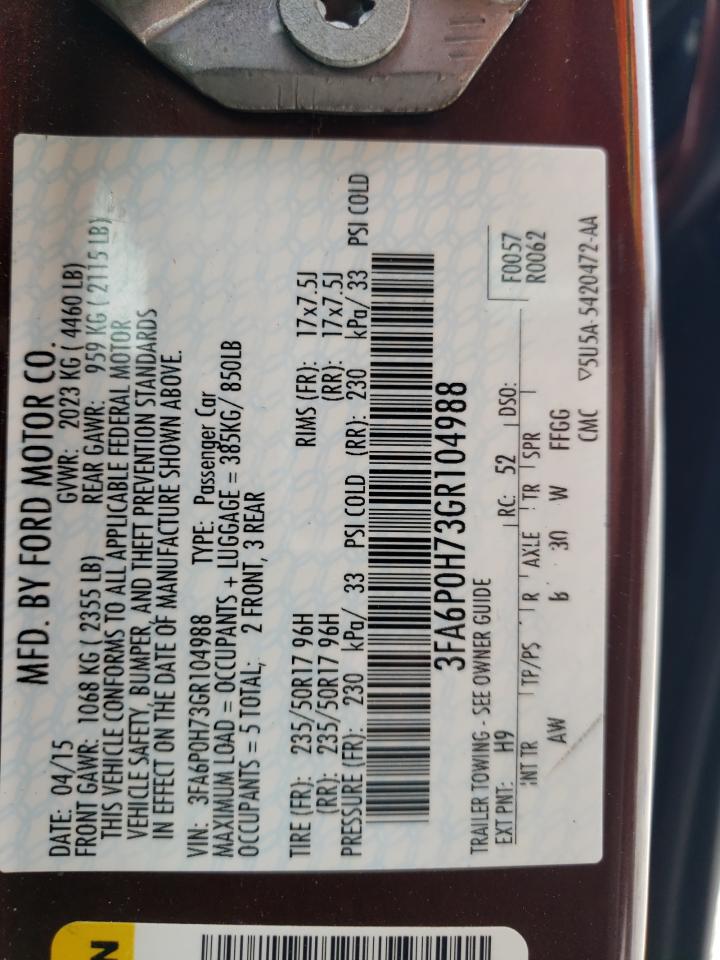 MFD. BY FORD MOTOR CO.
DATE: 04/15 GVWR: 2023 KG ( 4460 LB)
FRONT GAWR: 1068 KG ( 2355 LB) REAR GAWR: 959 KG ( 2115 LB)
THIS VEHICLE CONFORMS TO ALL APPLICABLE FEDERAL MOTOR
VEHICLE SAFETY, BUMPER, AND THEFT PREVENTION STANDARDS
IN EFFECT ON THE DATE OF MANUFACTURE SHOWN ABOVE.
VIN: 3FA6P0H73GR104988 TYPE: Passenger Car
MAXIMUM LOAD = OCCUPANTS + LUGGAGE = 385KG/ 850LB
OCCUPANTS = 5 TOTAL; 2 FRONT, 3 REAR
TIRE (FR): 235/50R17 96H RIMS (FR): 17x7.5J
(RR): 235/50R17 96H (RR): 17x7.5J
PRESSURE (FR): 230 kPa/ 33 PSI COLD (RR): 230 kPa/ 33 PSI COLD
3FA6P0H73GR104988
TRAILER TOWING - SEE OWNER GUIDE
F0057
R0062
EXT PNT: H9 RC: 52 DSO:
INT TR TP/PS R AXLE TR SPR
AW 6 30 W FFGG
CMC ▽5U5A-5420472-AA
N